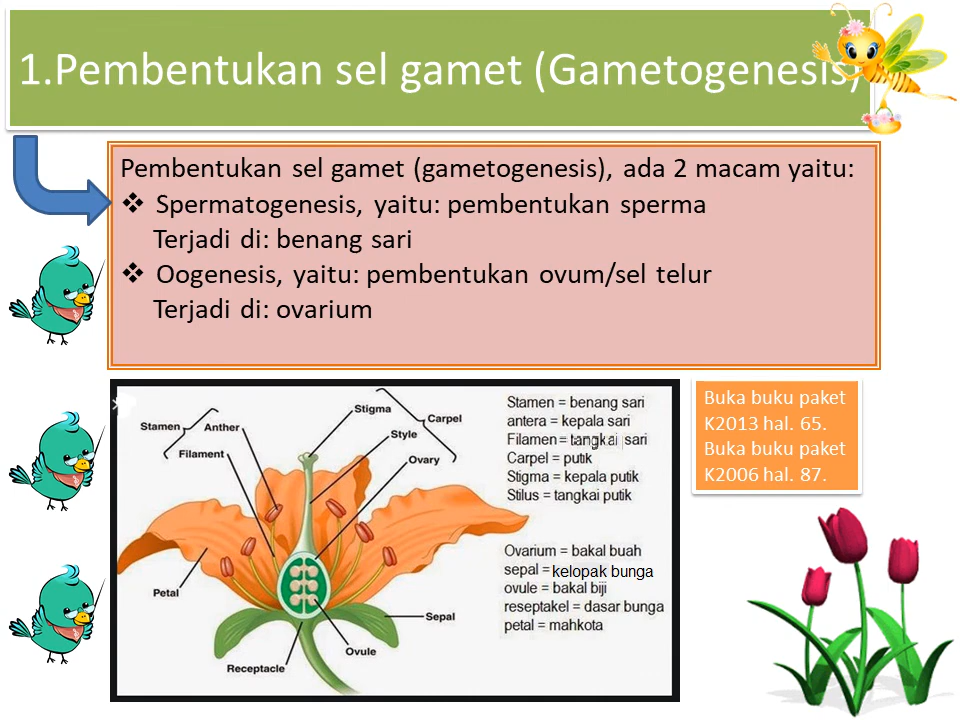 1.Pembentukan sel gamet (Gametogenesis)
Pembentukan sel gamet (gametogenesis), ada 2 macam yaitu:
❖ Spermatogenesis, yaitu: pembentukan sperma
Terjadi di: benang sari
❖ Oogenesis, yaitu: pembentukan ovum/sel telur
Terjadi di: ovarium
Stamen
Anther
Filament
Stigma
Carpel
Style
Ovary
Petal
Sepal
Ovule
Receptacle
Stamen = benang sari
antera = kepala sari
Filamen = tangkai sari
Carpel = putik
Stigma = kepala putik
Stilus = tangkai putik
Ovarium = bakal buah
sepal = kelopak bunga
ovule = bakal biji
reseptakel = dasar bunga
petal = mahkota
Buka buku paket
K2013 hal. 65.
Buka buku paket
K2006 hal. 87.